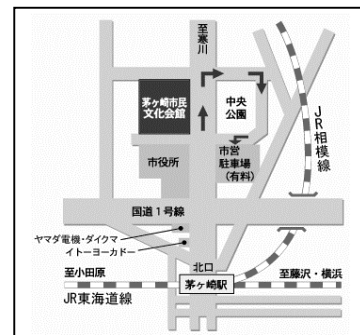 至寒川
茅ヶ崎市民
文化会館
中央
公園
JR相模線
市役所
市営
駐車場
(有料)
国道1号線
ヤマダ電機・ダイクマ
イトーヨーカドー
北口
至小田原
茅ヶ崎駅
至藤沢・横浜
JR東海道線